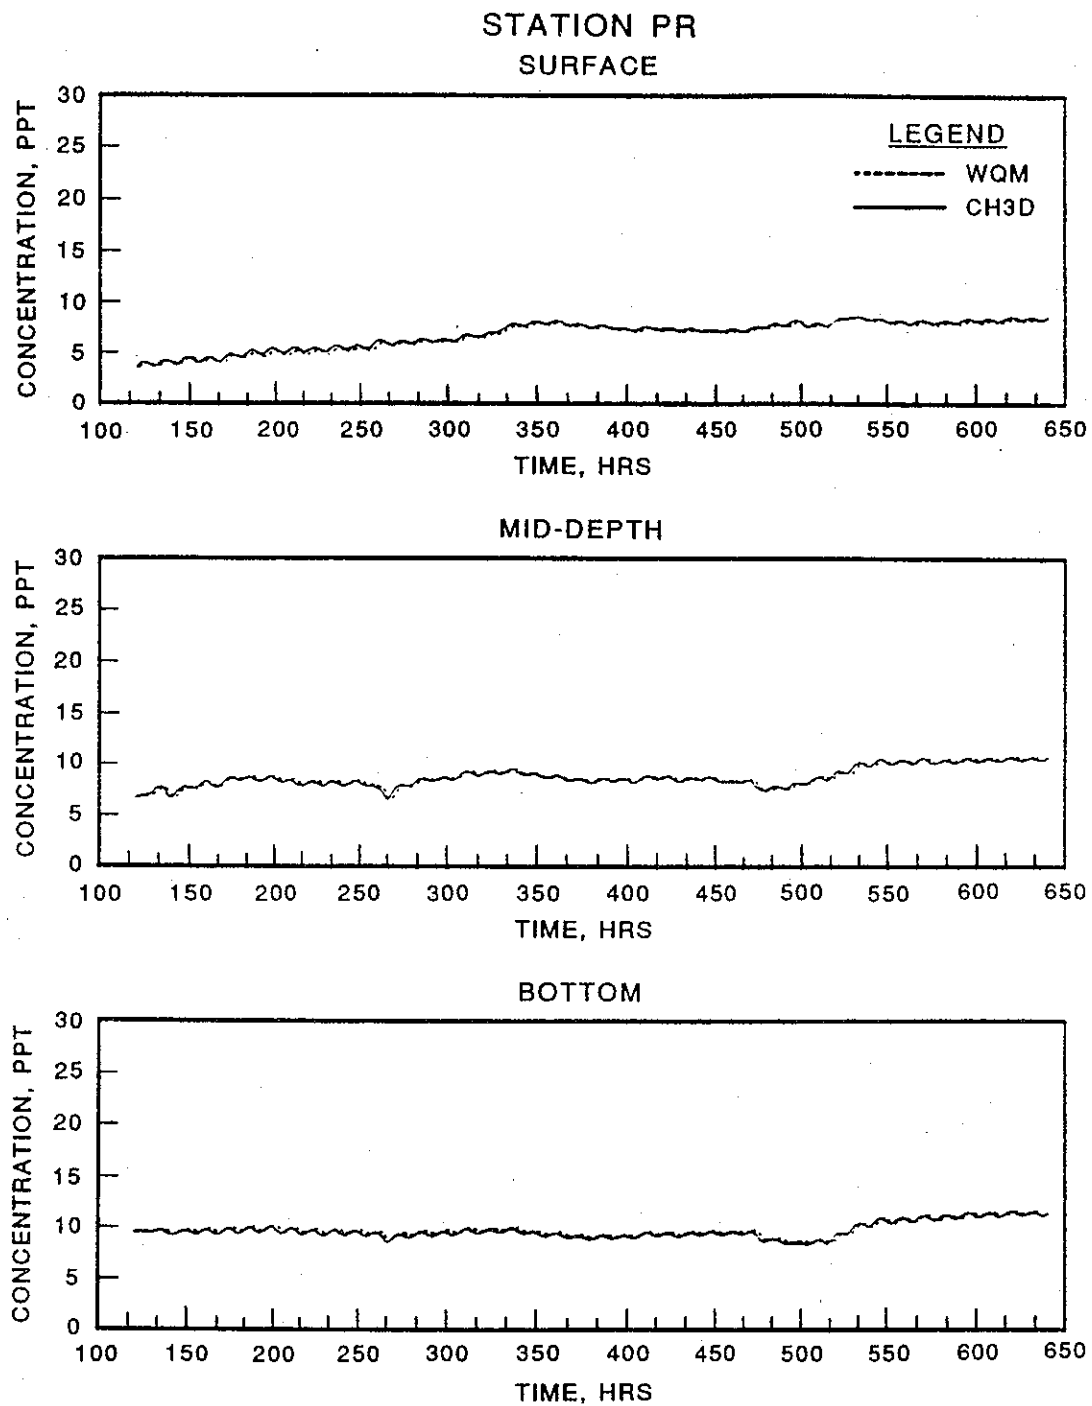 STATION PR
SURFACE
CONCENTRATION, PPT
30
25
20
15
10
5
0
LEGEND
WQM
CH3D
100 150 200 250 300 350 400 450 500 550 600 650
TIME, HRS
MID-DEPTH
CONCENTRATION, PPT
30
25
20
15
10
5
0
100 150 200 250 300 350 400 450 500 550 600 650
TIME, HRS
BOTTOM
CONCENTRATION, PPT
30
25
20
15
10
5
0
100 150 200 250 300 350 400 450 500 550 600 650
TIME, HRS